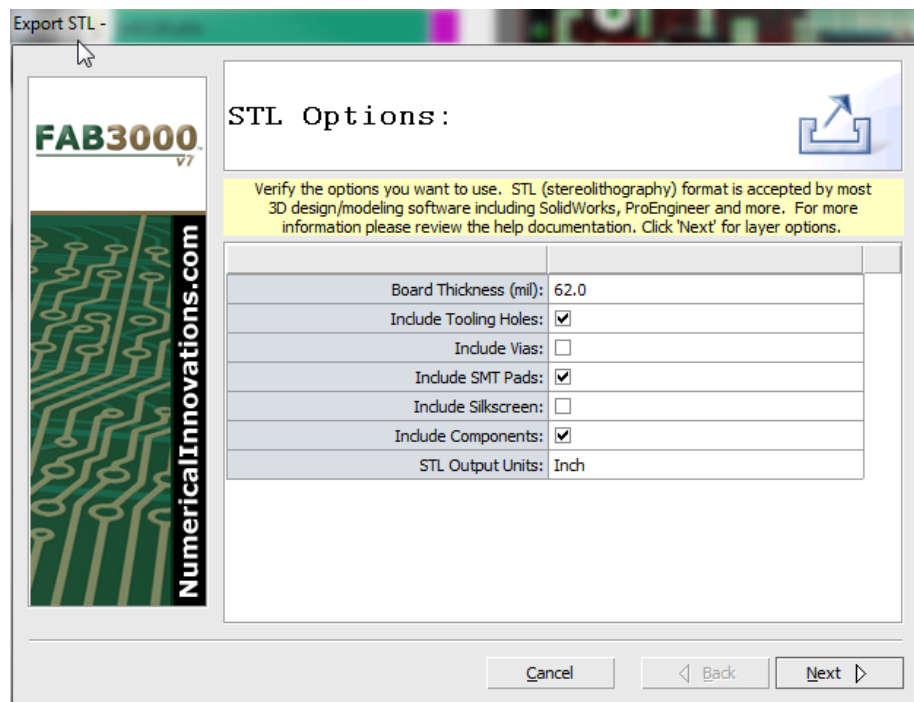 Export STL -
FAB3000
V7
NumericalInnovations.com
STL Options:
Verify the options you want to use. STL (stereolithography) format is accepted by most
3D design/modeling software including SolidWorks, ProEngineer and more. For more
information please review the help documentation. Click 'Next' for layer options.
Board Thickness (mil): 62.0
Include Tooling Holes:
Include Vias:
Include SMT Pads:
Include Silkscreen:
Include Components:
STL Output Units: Inch
Cancel
Back
Next